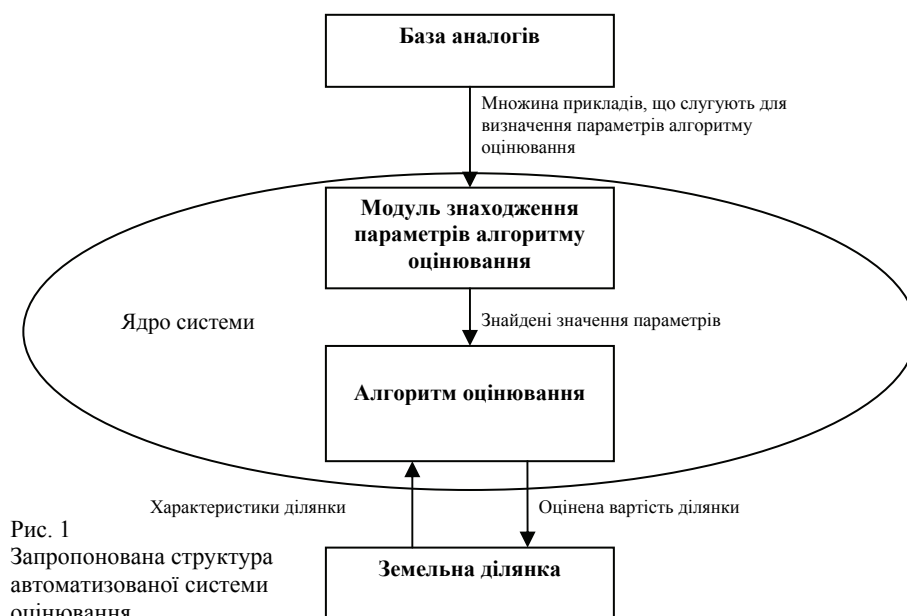 База аналогів
Множина прикладів, що слугують для
визначення параметрів алгоритму
оцінювання
Модуль знаходження
параметрів алгоритму
оцінювання
Ядро системи
Знайдені значення параметрів
Алгоритм оцінювання
Характеристики ділянки
Оцінена вартість ділянки
Рис. 1
Запропонована структура
автоматизованої системи
оцінювання
Земельна ділянка